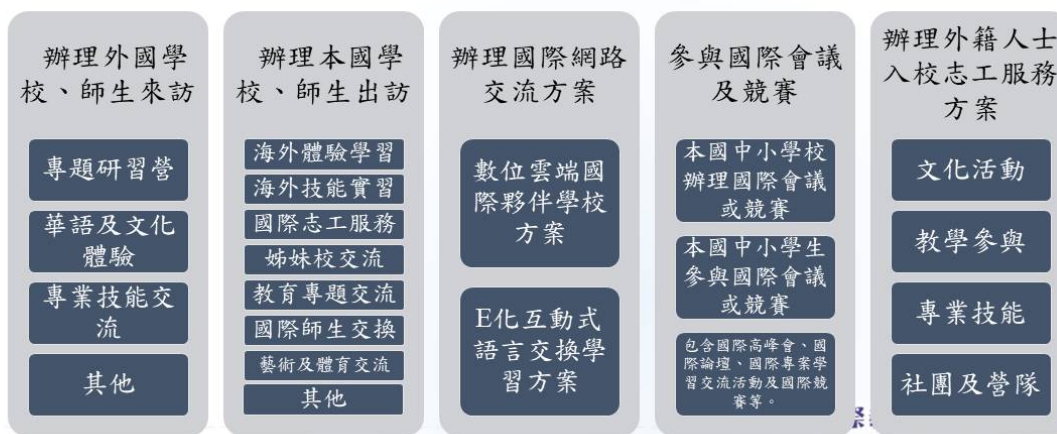 辦理外國學
校、師生來訪
專題研習營
華語及文化
體驗
專業技能交
流
其他
辦理本國學
校、師生出訪
海外體驗學習
海外技能實習
國際志工服務
姊妹校交流
教育專題交流
國際師生交換
藝術及體育交流
其他
辦理國際網路
交流方案
數位雲端國
際夥伴學校
方案
E化互動式
語言交換學
習方案
參與國際會議
及競賽
本國中小學校
辦理國際會議
或競賽
本國中小學生
參與國際會議
或競賽
包含國際高峰會、國
際論壇、國際專案學
習交流活動及國際競
賽等。
辦理外籍人士
入校志工服務
方案
文化活動
教學參與
專業技能
社團及營隊